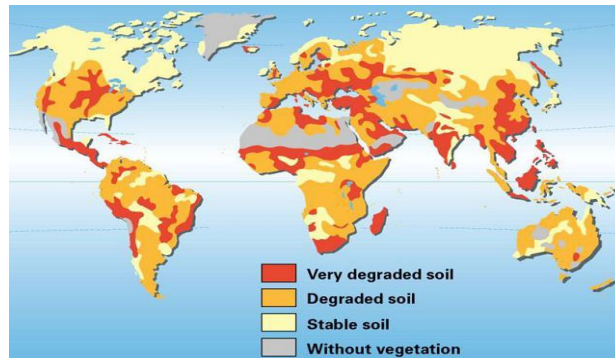 Very degraded soil
Degraded soil
Stable soil
Without vegetation